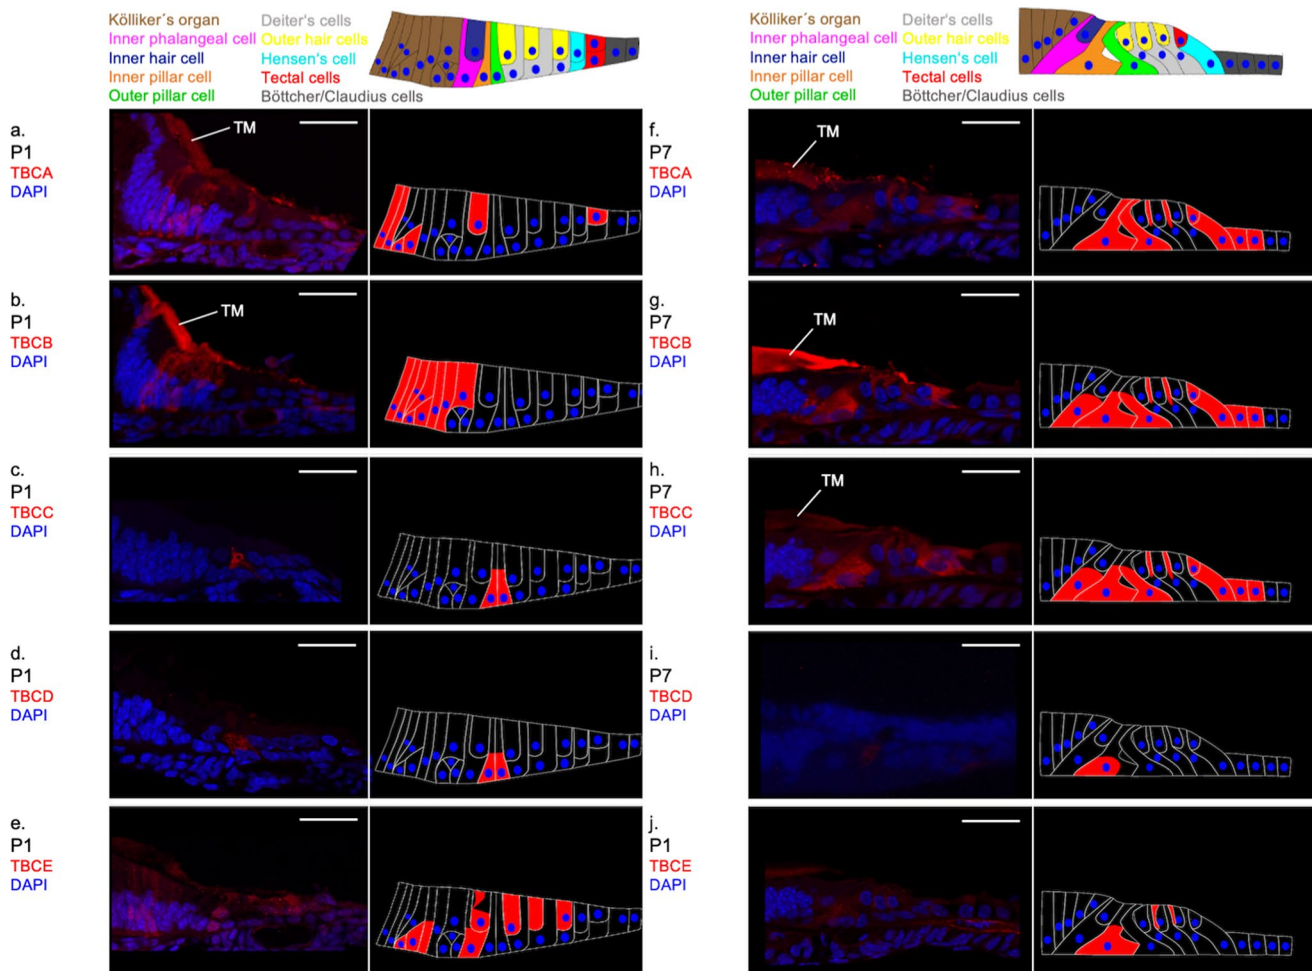 Kölliker´s organ
Inner phalangeal cell
Inner hair cell
Inner pillar cell
Outer pillar cell
Deiter's cells
Outer hair cells
Hensen's cell
Tectal cells
Böttcher/Claudius cells
a.
P1
TBCA
DAPI
TM
b.
P1
TBCB
DAPI
TM
c.
P1
TBCC
DAPI
d.
P1
TBCD
DAPI
e.
P1
TBCE
DAPI
Kölliker´s organ
Inner phalangeal cell
Inner hair cell
Inner pillar cell
Outer pillar cell
Deiter's cells
Outer hair cells
Hensen's cell
Tectal cells
Böttcher/Claudius cells
f.
P7
TBCA
DAPI
TM
g.
P7
TBCB
DAPI
TM
h.
P7
TBCC
DAPI
TM
i.
P7
TBCD
DAPI
j.
P1
TBCE
DAPI